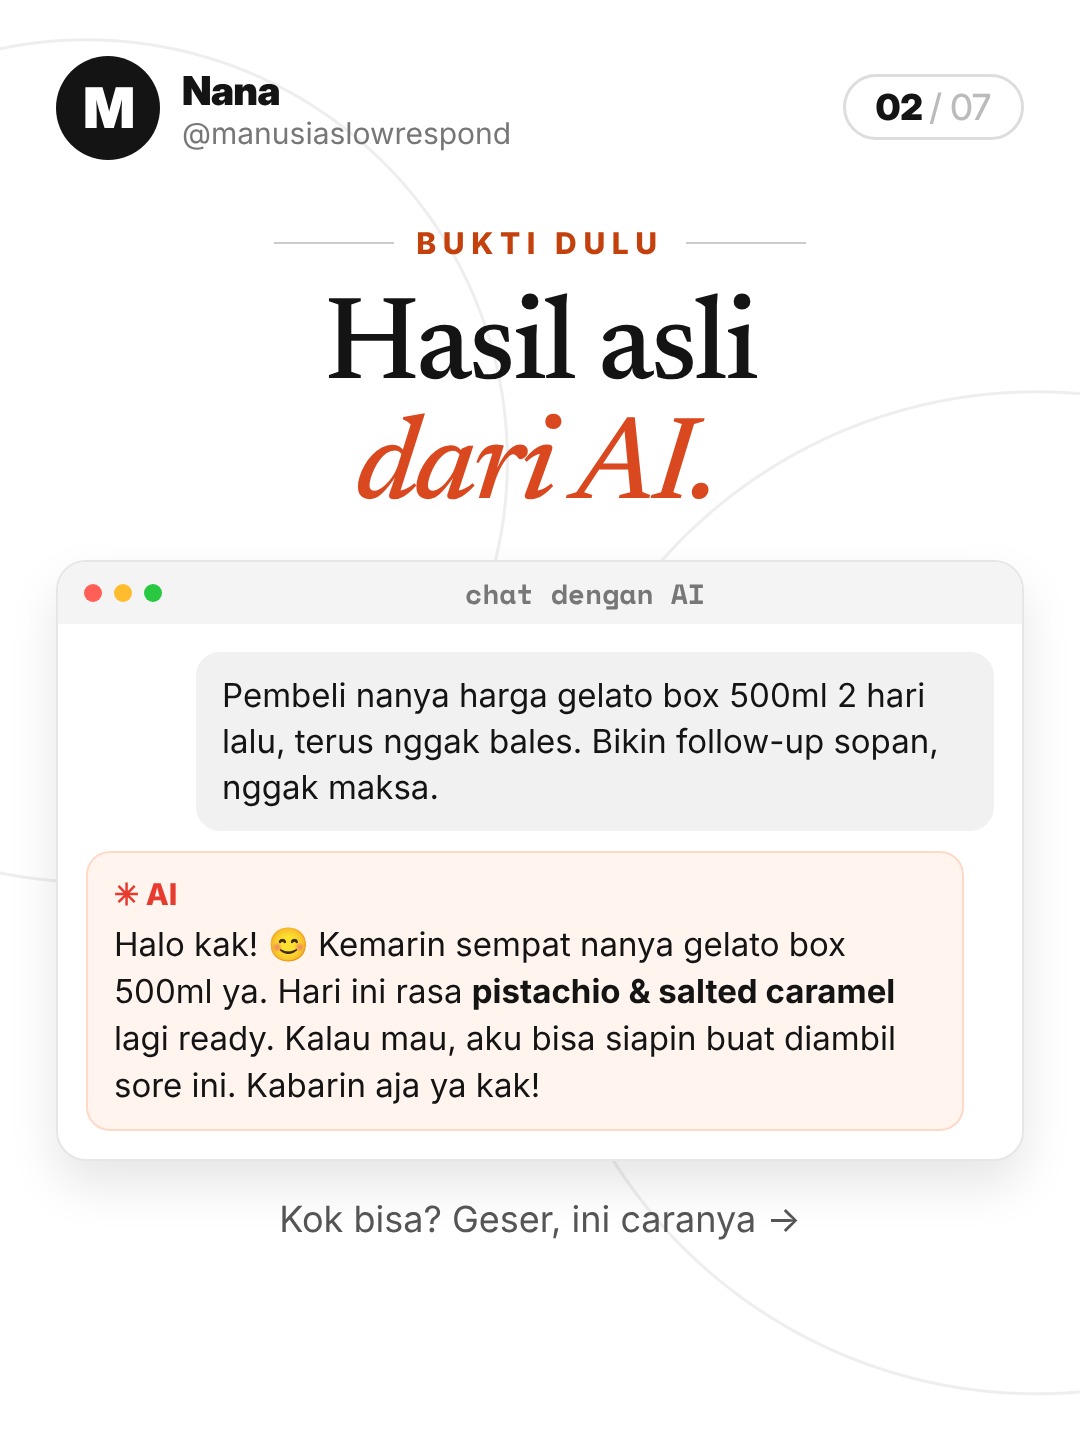 M
Nana
@manusiaslowrespond
02 / 07
BUKTI DULU
Hasil asli
dari AI.
chat dengan AI
Pembeli nanya harga gelato box 500ml 2 hari
lalu, terus nggak bales. Bikin follow-up sopan,
nggak maksa.
✳ AI
Halo kak! 😊 Kemarin sempat nanya gelato box
500ml ya. Hari ini rasa pistachio & salted caramel
lagi ready. Kalau mau, aku bisa siapin buat diambil
sore ini. Kabarin aja ya kak!
Kok bisa? Geser, ini caranya →